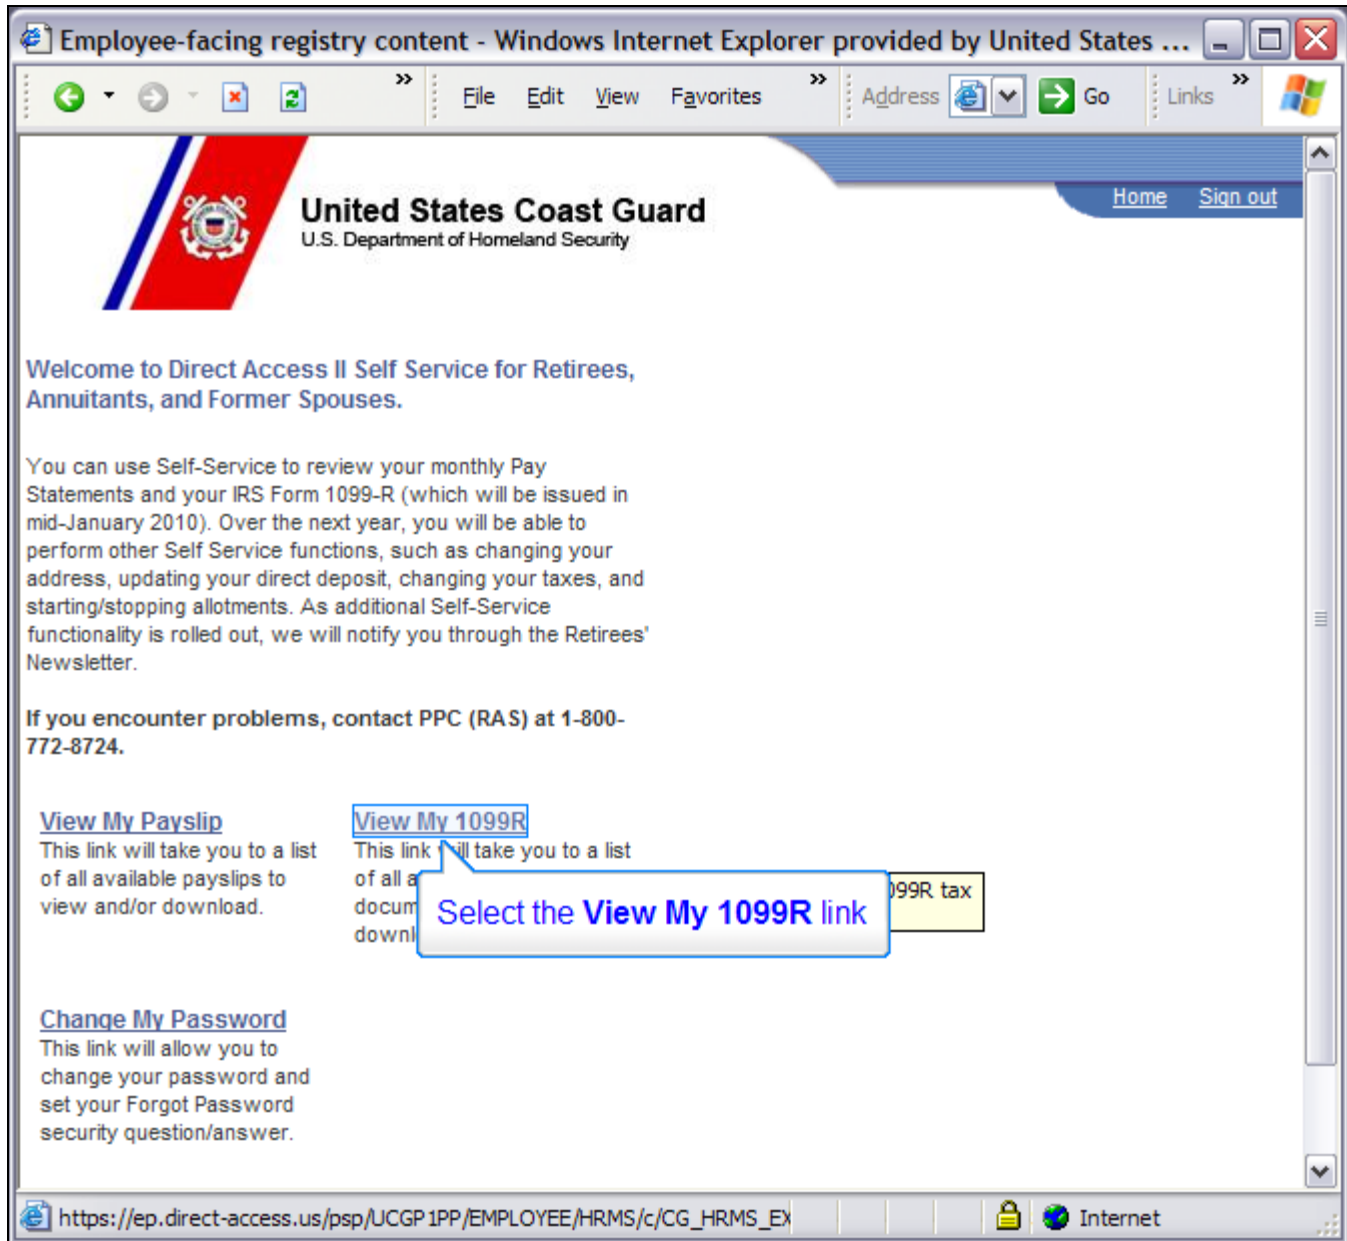 Employee-facing registry content - Windows Internet Explorer provided by United States ...
» File Edit View Favorites » Address Go Links »
Home Sign out
United States Coast Guard
U.S. Department of Homeland Security
Welcome to Direct Access II Self Service for Retirees,
Annuitants, and Former Spouses.
You can use Self-Service to review your monthly Pay
Statements and your IRS Form 1099-R (which will be issued in
mid-January 2010). Over the next year, you will be able to
perform other Self Service functions, such as changing your
address, updating your direct deposit, changing your taxes, and
starting/stopping allotments. As additional Self-Service
functionality is rolled out, we will notify you through the Retirees'
Newsletter.
If you encounter problems, contact PPC (RAS) at 1-800-
772-8724.
View My Payslip
This link will take you to a list
of all available payslips to
view and/or download.
View My 1099R
This link will take you to a list
of all
Select the View My 1099R link
099R tax
Change My Password
This link will allow you to
change your password and
set your Forgot Password
security question/answer.
https://ep.direct-access.us/psp/UCGP1PP/EMPLOYEE/HRMS/c/CG_HRMS_EX
Internet